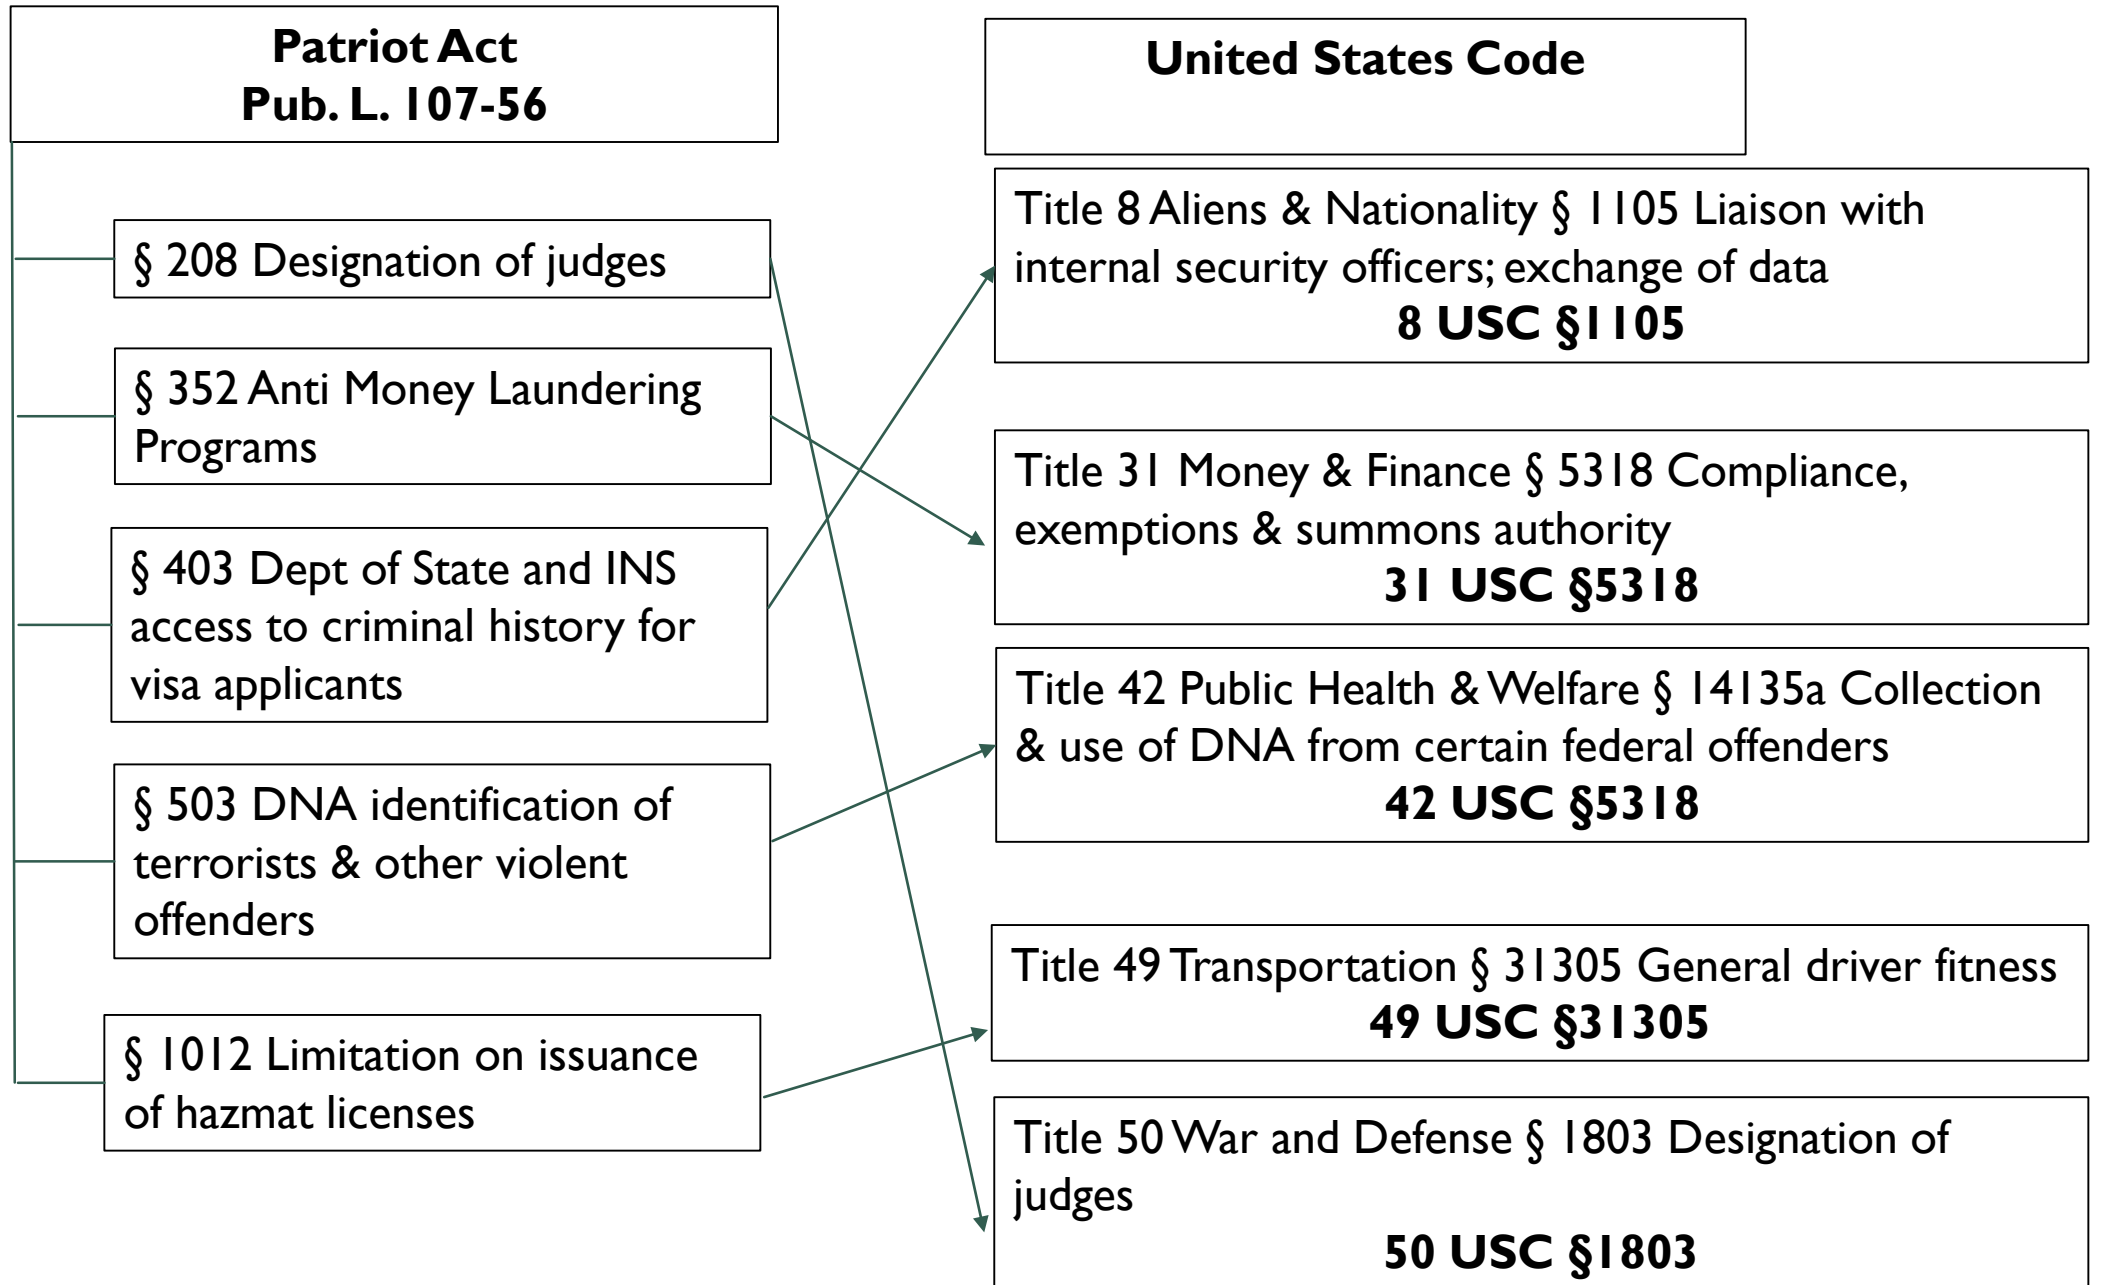 Patriot Act
Pub. L. 107-56
§ 208 Designation of judges
§ 352 Anti Money Laundering
Programs
§ 403 Dept of State and INS
access to criminal history for
visa applicants
§ 503 DNA identification of
terrorists & other violent
offenders
§ 1012 Limitation on issuance
of hazmat licenses
United States Code
Title 8 Aliens & Nationality § 1105 Liaison with
internal security officers; exchange of data
8 USC §1105
Title 31 Money & Finance § 5318 Compliance,
exemptions & summons authority
31 USC §5318
Title 42 Public Health & Welfare § 14135a Collection
& use of DNA from certain federal offenders
42 USC §5318
Title 49 Transportation § 31305 General driver fitness
49 USC §31305
Title 50 War and Defense § 1803 Designation of
judges
50 USC §1803